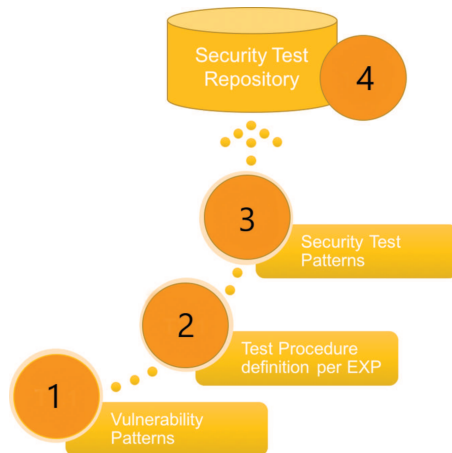 Security Test
Repository
4
3
Security Test
Patterns
2
Test Procedure
definition per EXP
1
Vulnerability
Patterns